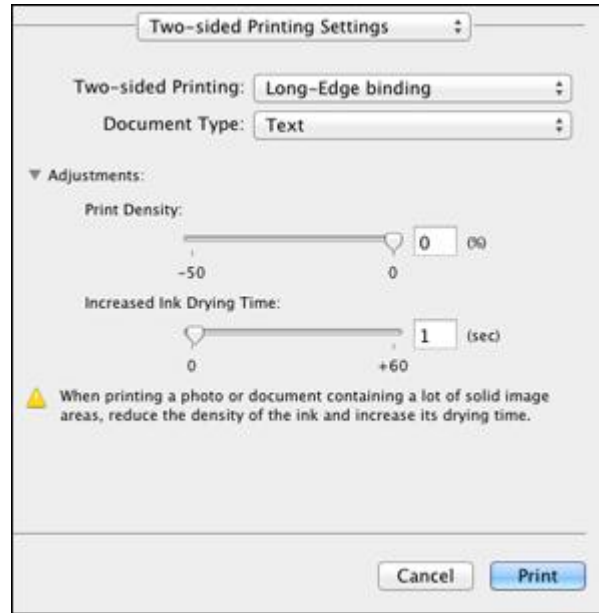 Two-sided Printing Settings
Two-sided Printing: Long-Edge binding
Document Type: Text
Adjustments:
Print Density:
0 (%)
-50 0
Increased Ink Drying Time:
1 (sec)
0 +60
When printing a photo or document containing a lot of solid image
areas, reduce the density of the ink and increase its drying time.
Cancel Print